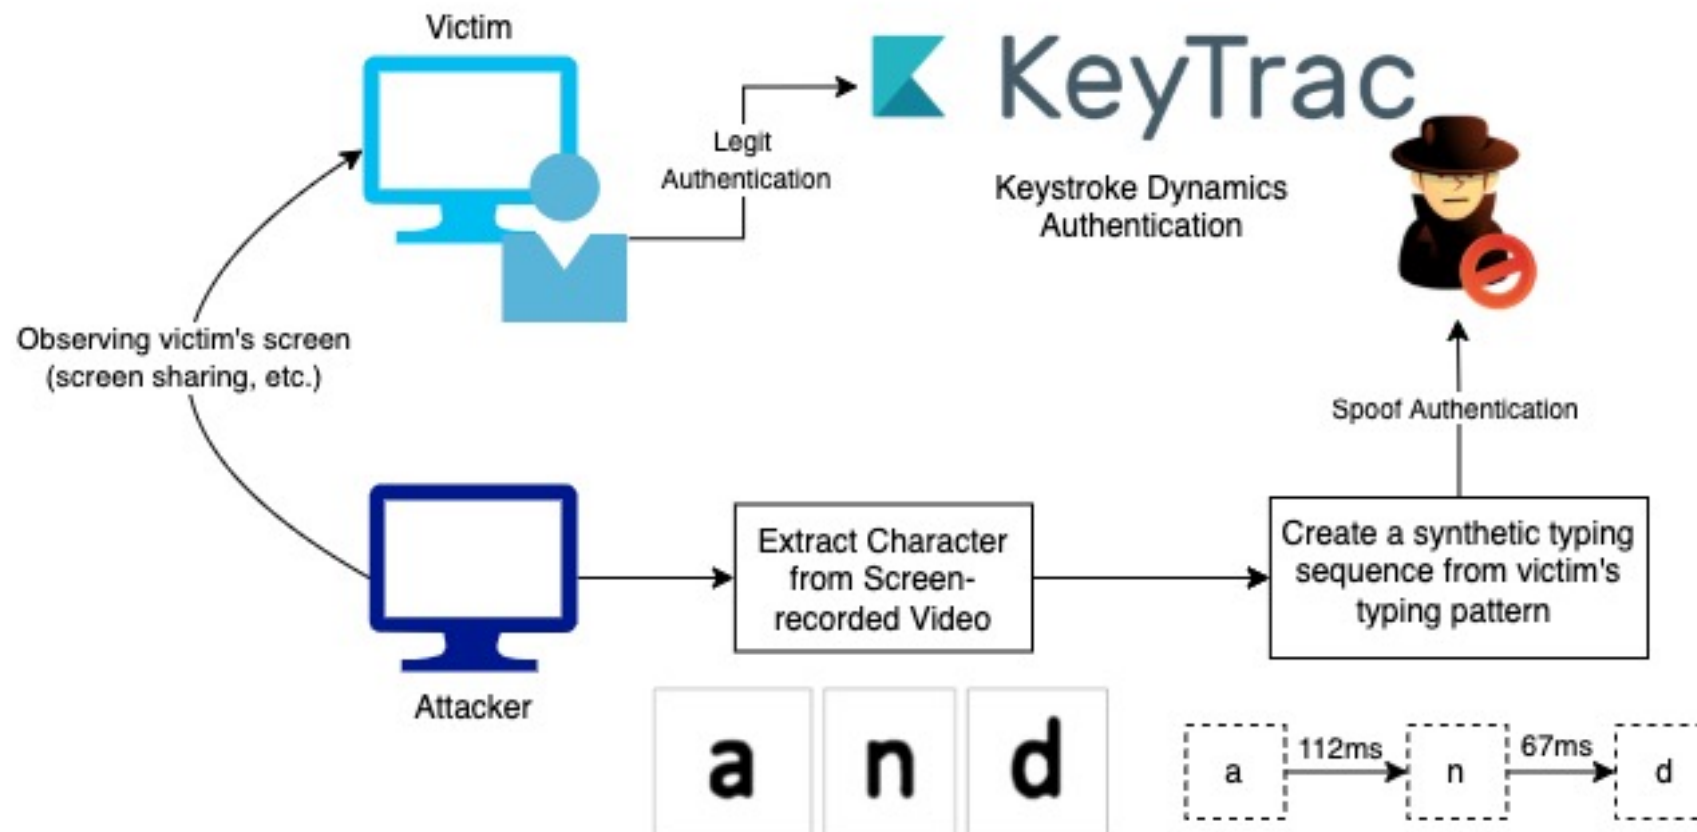 Victim
KeyTrac
Legit
Authentication
Keystroke Dynamics
Authentication
Observing victim's screen
(screen sharing, etc.)
Spoof Authentication
Extract Character
from Screen-
recorded Video
Create a synthetic typing
sequence from victim's
typing pattern
Attacker
a n d
a 112ms n 67ms d